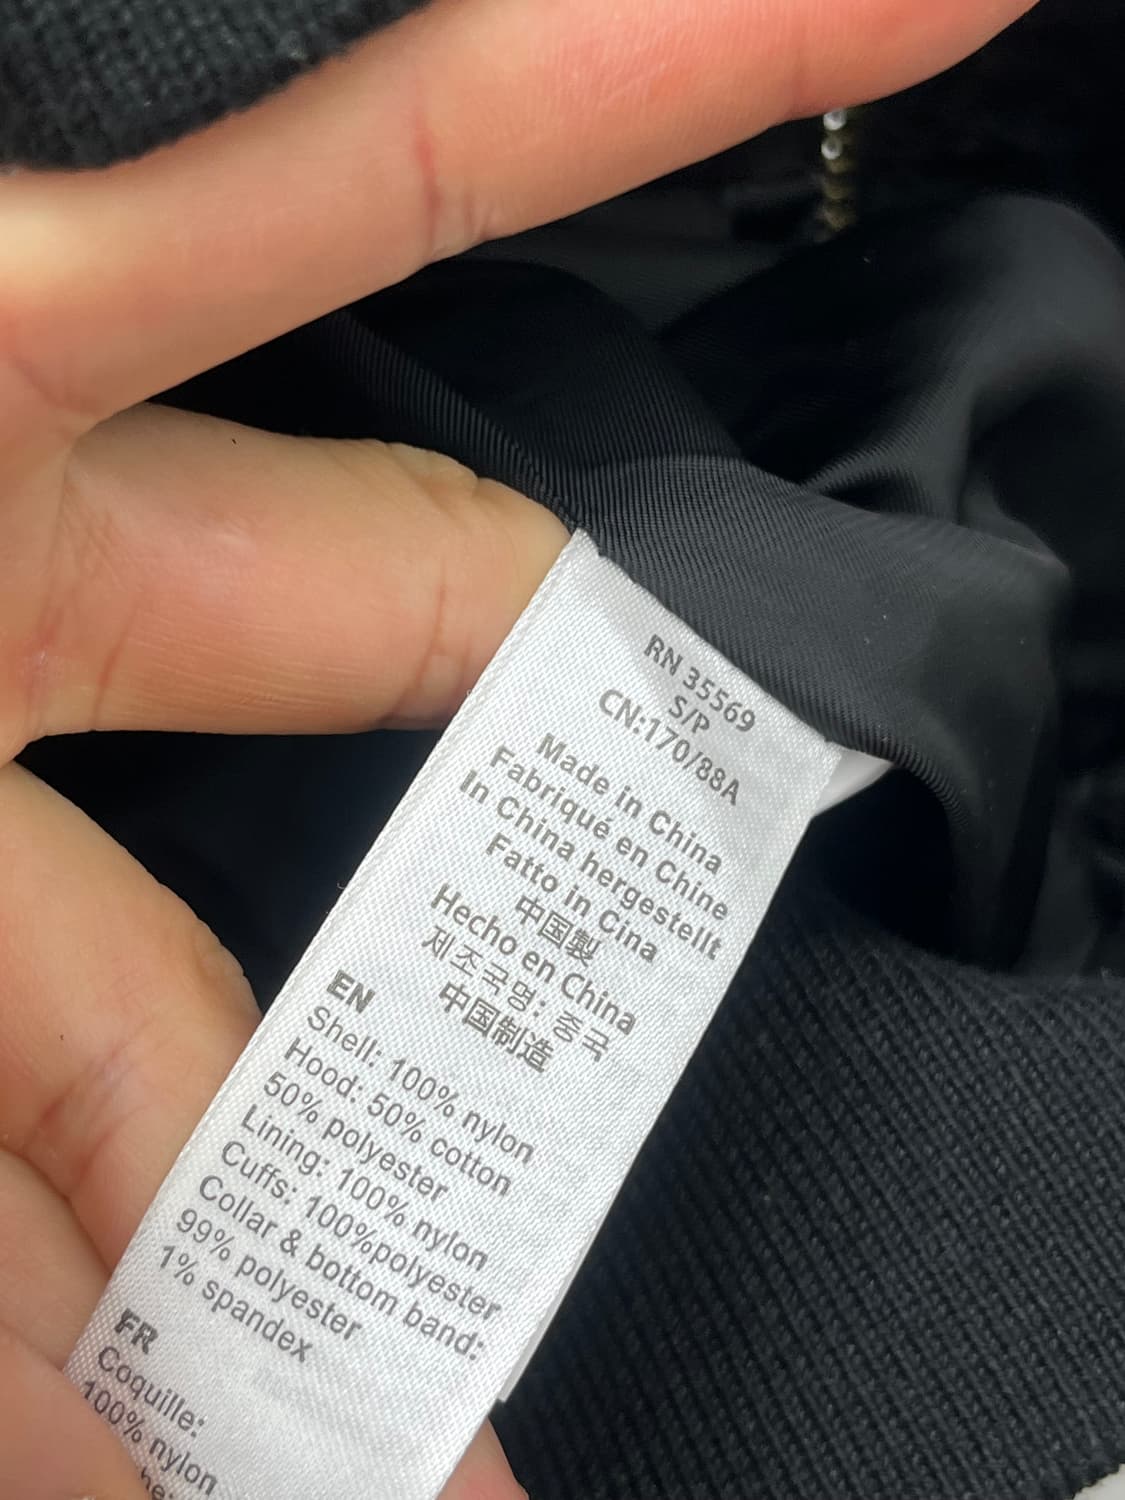 RN 35569
S/P
CN:170/88A
Made in China
Fabriqué en Chine
In China hergestellt
Fatto in Cina
中国製
Hecho en China
제조국명: 중국
中国制造
EN
Shell: 100% nylon
Hood: 50% cotton
50% polyester
Lining: 100% nylon
Cuffs: 100%polyester
Collar & bottom band:
99% polyester
1% spandex
FR
Coquille:
100% nylon